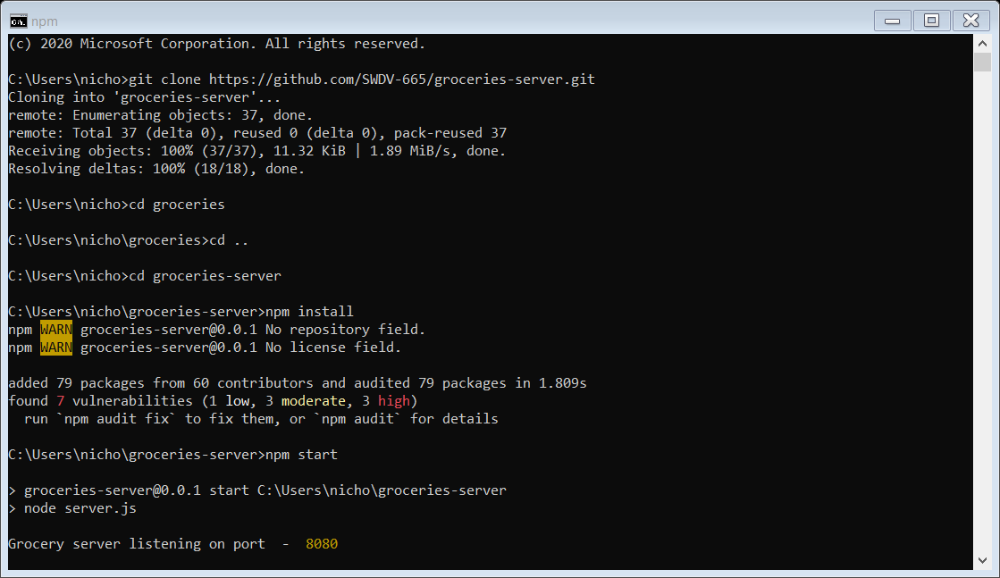 npm
(c) 2020 Microsoft Corporation. All rights reserved.
C:\Users\nicho>git clone https://github.com/SWDV-665/groceries-server.git
Cloning into 'groceries-server'...
remote: Enumerating objects: 37, done.
remote: Total 37 (delta 0), reused 0 (delta 0), pack-reused 37
Receiving objects: 100% (37/37), 11.32 KiB | 1.89 MiB/s, done.
Resolving deltas: 100% (18/18), done.
C:\Users\nicho>cd groceries
C:\Users\nicho\groceries>cd ..
C:\Users\nicho>cd groceries-server
C:\Users\nicho\groceries-server>npm install
npm WARN groceries-server@0.0.1 No repository field.
npm WARN groceries-server@0.0.1 No license field.
added 79 packages from 60 contributors and audited 79 packages in 1.809s
found 7 vulnerabilities (1 low, 3 moderate, 3 high)
  run `npm audit fix` to fix them, or `npm audit` for details
C:\Users\nicho\groceries-server>npm start
> groceries-server@0.0.1 start C:\Users\nicho\groceries-server
> node server.js
Grocery server listening on port  -  8080